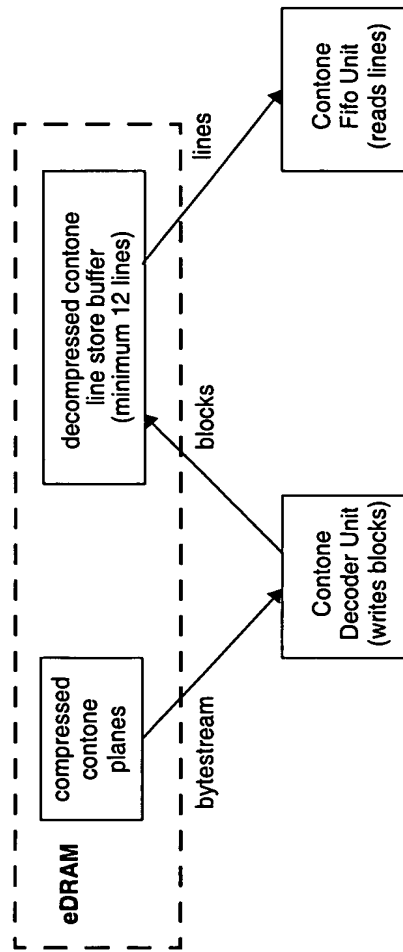 eDRAM
compressed
contone
planes
decompressed contone
line store buffer
(minimum 12 lines)
bytestream
blocks
lines
Contone
Decoder Unit
(writes blocks)
Contone
Fifo Unit
(reads lines)